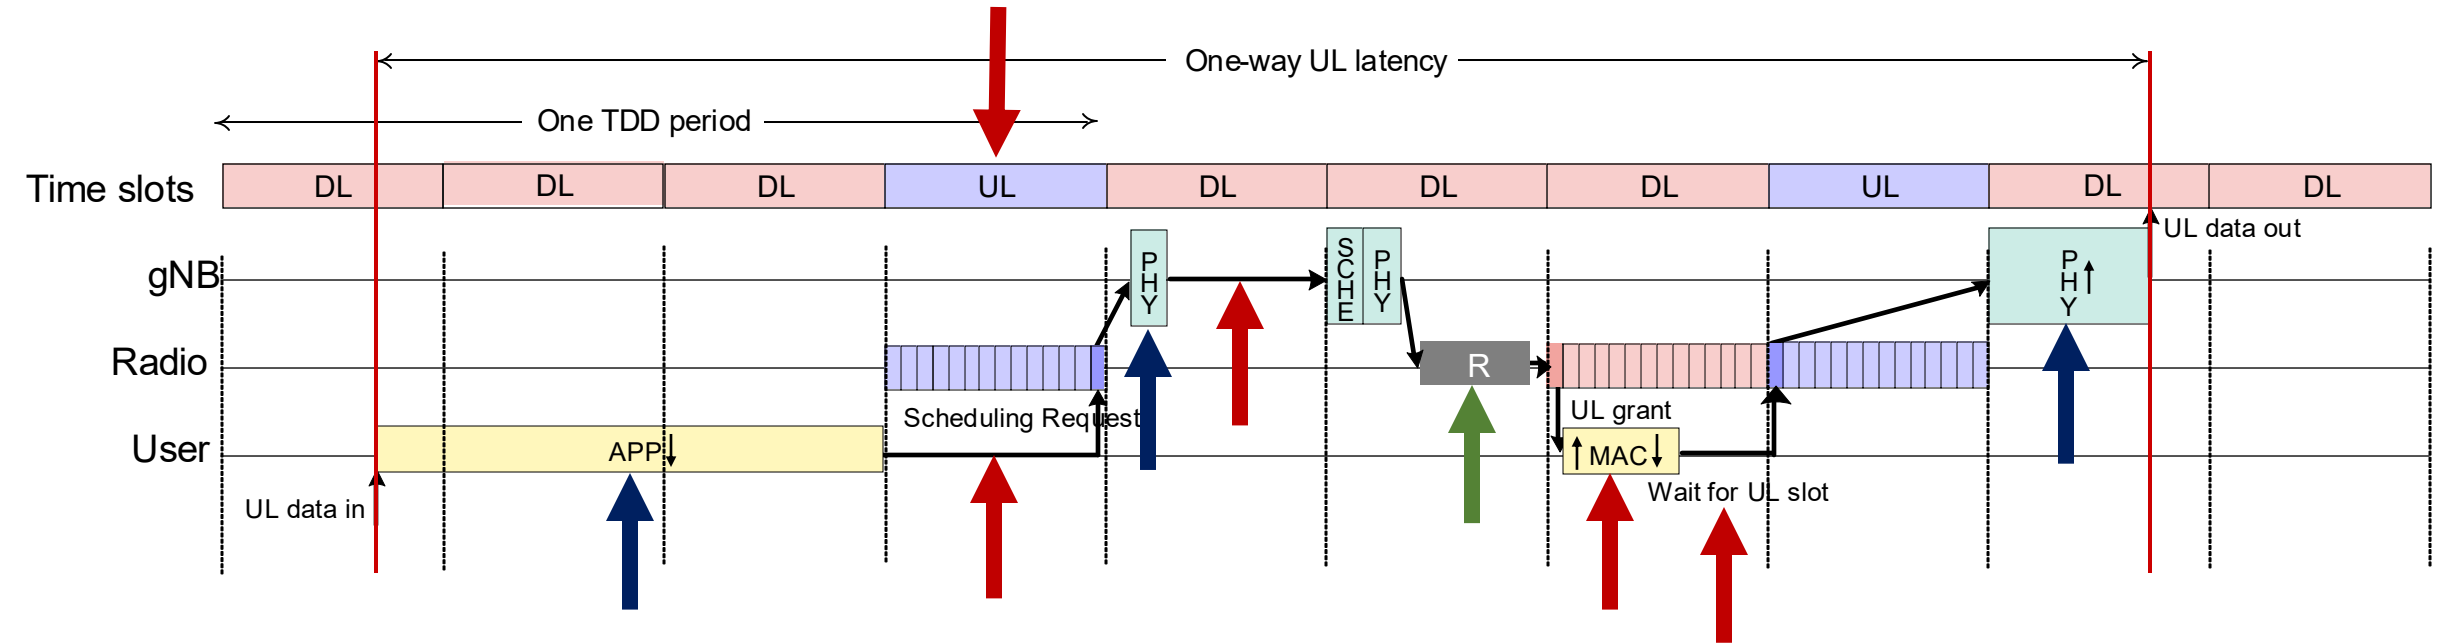 One-way UL latency
One TDD period
Time slots
DL
DL
DL
UL
DL
DL
DL
UL
DL
DL
UL data out
gNB
PHY
SCHE
PHY
PHY
Radio
R
Scheduling Request
UL grant
User
APP
MAC
UL data in
Wait for UL slot